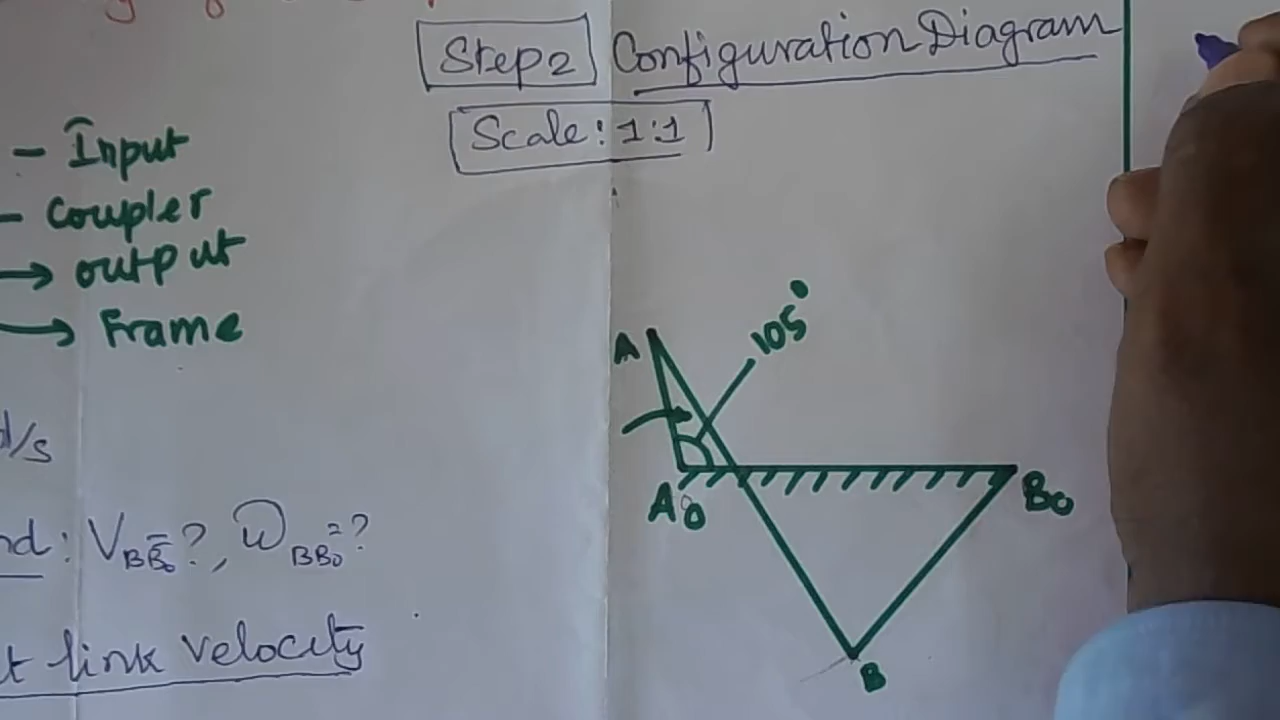 Step 2 Configuration Diagram
Scale: 1:1
- Input
- Coupler
→ output
→ Frame
d/s
nd: V_BB₀=?, ω_BB₀=?
t link velocity
105°
A
A₀
B₀
B